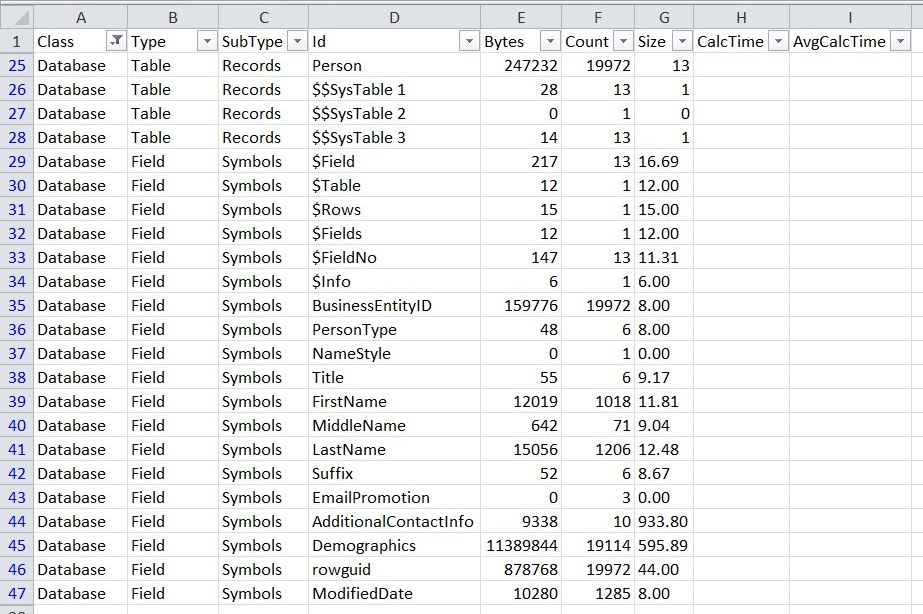 A B C D E F G H I
1 Class Type SubType Id Bytes Count Size CalcTime AvgCalcTime
25 Database Table Records Person 247232 19972 13
26 Database Table Records $$SysTable 1 28 13 1
27 Database Table Records $$SysTable 2 0 1 0
28 Database Table Records $$SysTable 3 14 13 1
29 Database Field Symbols $Field 217 13 16.69
30 Database Field Symbols $Table 12 1 12.00
31 Database Field Symbols $Rows 15 1 15.00
32 Database Field Symbols $Fields 12 1 12.00
33 Database Field Symbols $FieldNo 147 13 11.31
34 Database Field Symbols $Info 6 1 6.00
35 Database Field Symbols BusinessEntityID 159776 19972 8.00
36 Database Field Symbols PersonType 48 6 8.00
37 Database Field Symbols NameStyle 0 1 0.00
38 Database Field Symbols Title 55 6 9.17
39 Database Field Symbols FirstName 12019 1018 11.81
40 Database Field Symbols MiddleName 642 71 9.04
41 Database Field Symbols LastName 15056 1206 12.48
42 Database Field Symbols Suffix 52 6 8.67
43 Database Field Symbols EmailPromotion 0 3 0.00
44 Database Field Symbols AdditionalContactInfo 9338 10 933.80
45 Database Field Symbols Demographics 11389844 19114 595.89
46 Database Field Symbols rowguid 878768 19972 44.00
47 Database Field Symbols ModifiedDate 10280 1285 8.00